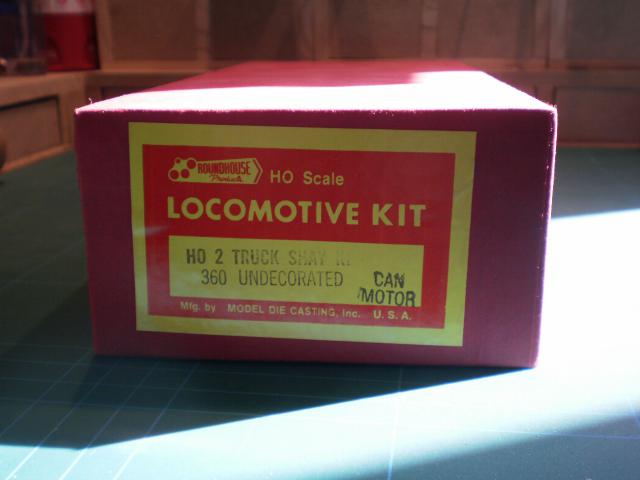 ROUNDHOUSE
Products
HO Scale
LOCOMOTIVE KIT
HO 2 TRUCK SHAY
360 UNDECORATED
CAN
MOTOR
Mfg. by MODEL DIE CASTING, Inc. U. S. A.